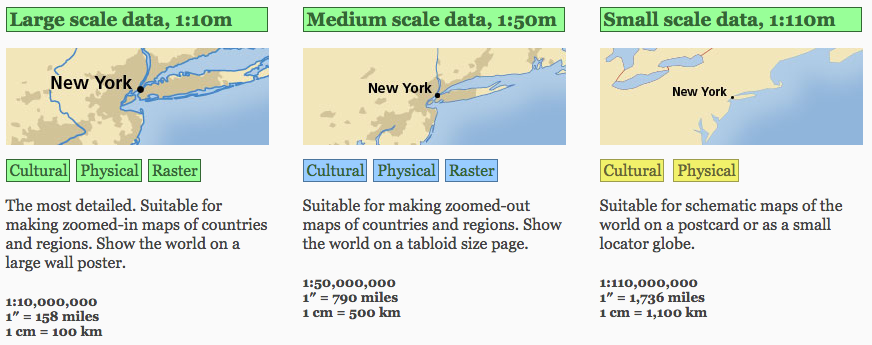 Large scale data, 1:10m
New York
Cultural Physical Raster
The most detailed. Suitable for
making zoomed-in maps of countries
and regions. Show the world on a
large wall poster.
1:10,000,000
1″ = 158 miles
1 cm = 100 km
Medium scale data, 1:50m
New York
Cultural Physical Raster
Suitable for making zoomed-out
maps of countries and regions. Show
the world on a tabloid size page.
1:50,000,000
1″ = 790 miles
1 cm = 500 km
Small scale data, 1:110m
New York
Cultural Physical
Suitable for schematic maps of the
world on a postcard or as a small
locator globe.
1:110,000,000
1″ = 1,736 miles
1 cm = 1,100 km